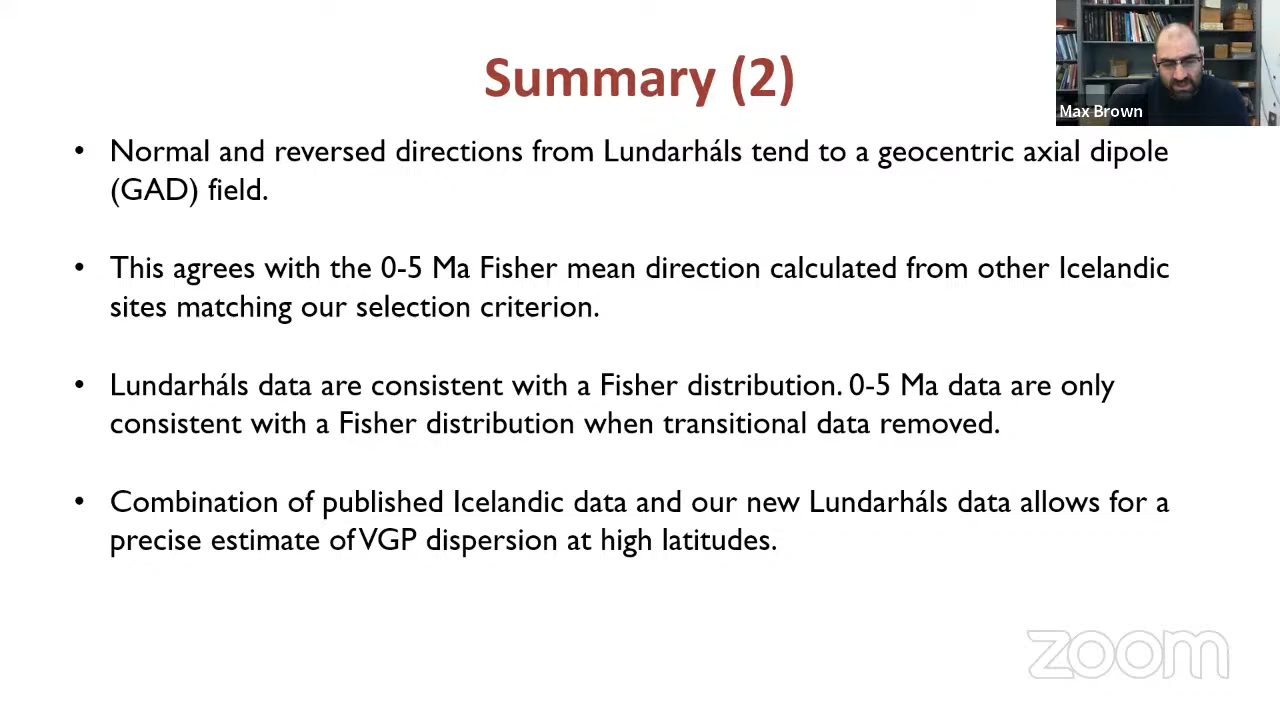 Summary (2)
Max Brown
• Normal and reversed directions from Lundarháls tend to a geocentric axial dipole
(GAD) field.
• This agrees with the 0-5 Ma Fisher mean direction calculated from other Icelandic
sites matching our selection criterion.
• Lundarháls data are consistent with a Fisher distribution. 0-5 Ma data are only
consistent with a Fisher distribution when transitional data removed.
• Combination of published Icelandic data and our new Lundarháls data allows for a
precise estimate of VGP dispersion at high latitudes.
zoom